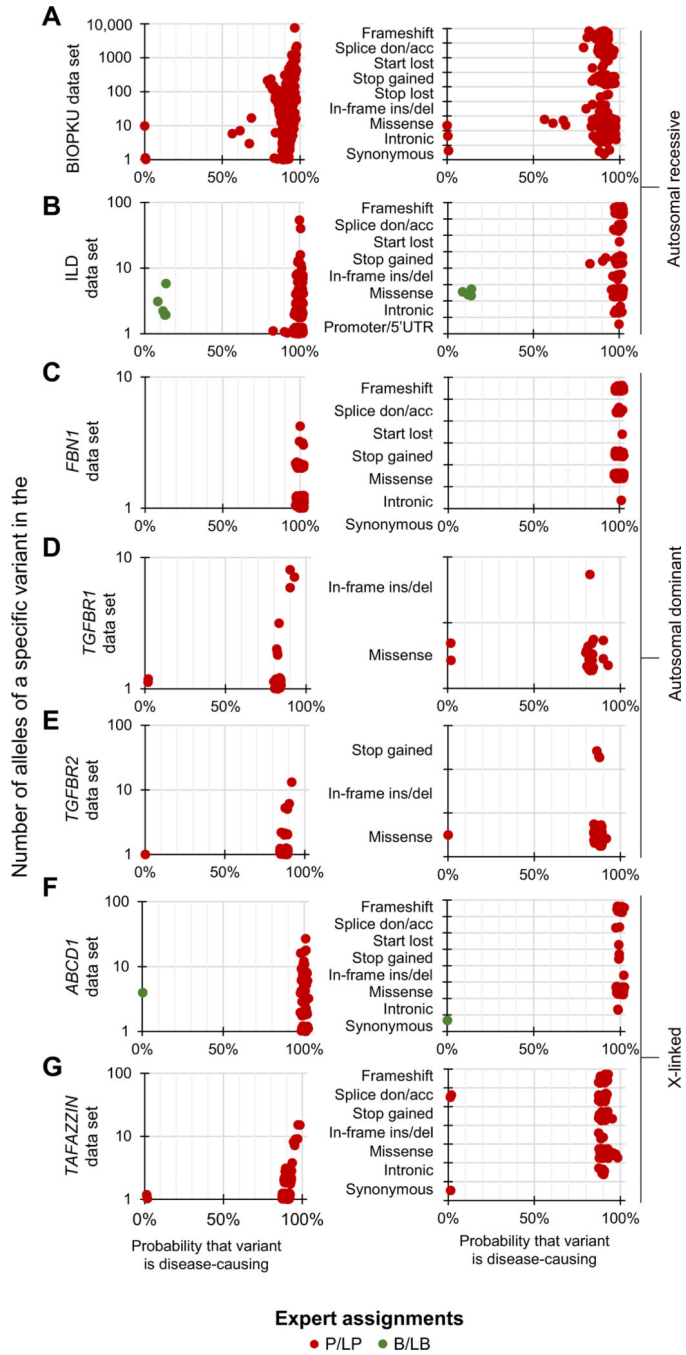 Number of alleles of a specific variant in the
A
BIOPKU data set
10,000
1000
100
10
1
0%
50%
100%
Frameshift
Splice don/acc
Start lost
Stop gained
Stop lost
In-frame ins/del
Missense
Intronic
Synonymous
0%
50%
100%
Autosomal recessive
B
ILD
data set
100
10
1
0%
50%
100%
Frameshift
Splice don/acc
Start lost
Stop gained
In-frame ins/del
Missense
Intronic
Promoter/5'UTR
0%
50%
100%
C
FBN1
data set
10
1
0%
50%
100%
Frameshift
Splice don/acc
Start lost
Stop gained
Missense
Intronic
Synonymous
0%
50%
100%
Autosomal dominant
D
TGFBR1
data set
10
1
0%
50%
100%
In-frame ins/del
Missense
0%
50%
100%
E
TGFBR2
data set
100
10
1
0%
50%
100%
Stop gained
In-frame ins/del
Missense
0%
50%
100%
F
ABCD1
data set
100
10
1
0%
50%
100%
Frameshift
Splice don/acc
Start lost
Stop gained
In-frame ins/del
Missense
Intronic
Synonymous
0%
50%
100%
X-linked
G
TAFAZZIN
data set
100
10
1
0%
50%
100%
Frameshift
Splice don/acc
Stop gained
In-frame ins/del
Missense
Intronic
Synonymous
0%
50%
100%
Probability that variant
is disease-causing
Probability that variant
is disease-causing
Expert assignments
P/LP B/LB